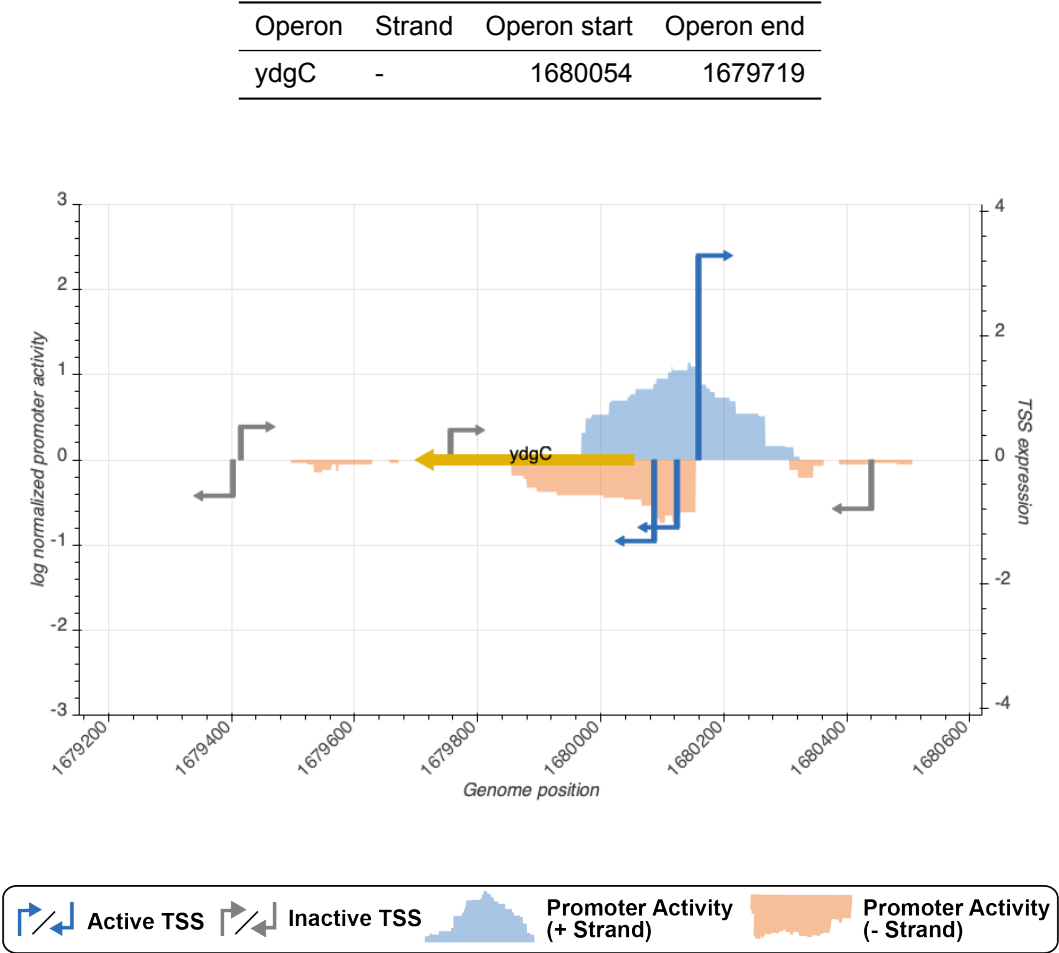 Operon Strand Operon start Operon end
ydgC - 1680054 1679719
3
2
1
0
-1
-2
-3
log normalized promoter activity
4
2
0
-2
-4
TSS expression
ydgC
1679200 1679400 1679600 1679800 1680000 1680200 1680400 1680600
Genome position
Active TSS
Inactive TSS
Promoter Activity
(+ Strand)
Promoter Activity
(- Strand)